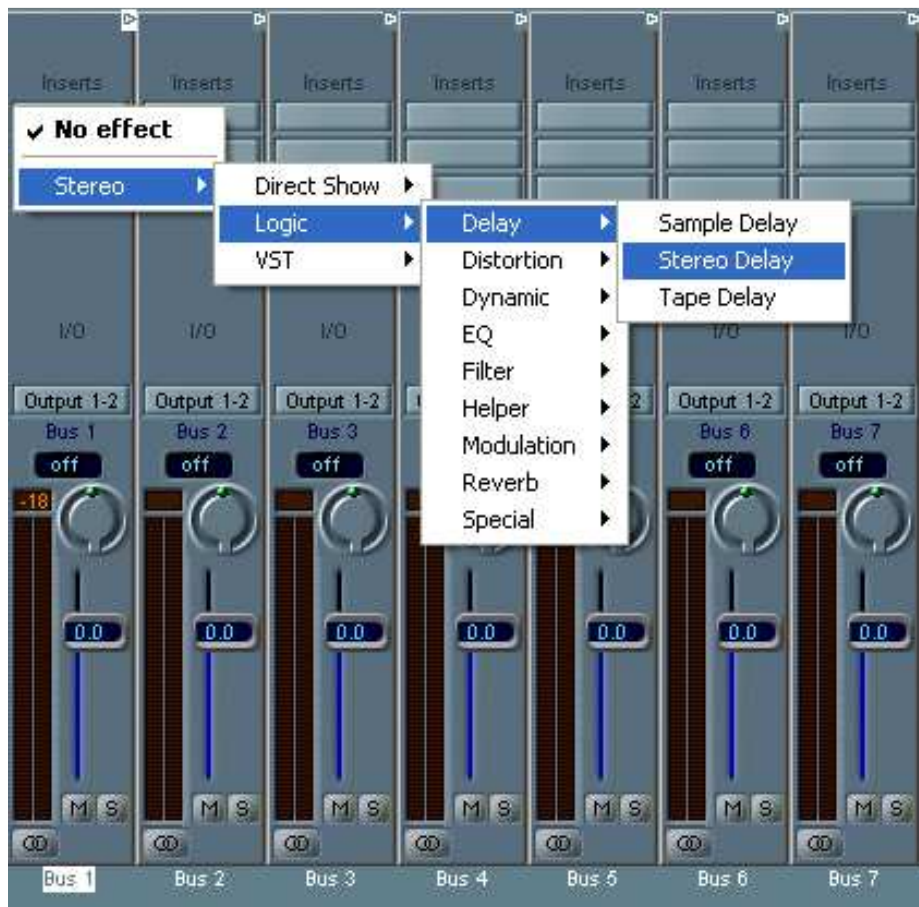 Inserts Inserts Inserts Inserts Inserts Inserts Inserts
✓ No effect
Stereo
Direct Show
Logic
VST
Delay
Distortion
Dynamic
EQ
Filter
Helper
Modulation
Reverb
Special
Sample Delay
Stereo Delay
Tape Delay
I/O I/O I/O I/O I/O
Output 1-2 Output 1-2 Output 1-2 2 Output 1-2 Output 1-2
Bus 1 Bus 2 Bus 3 Bus 6 Bus 7
off off off off off
-18
0.0 0.0 0.0 0.0 0.0 0.0 0.0
M S M S M S M S M S M S M S
Bus 1 Bus 2 Bus 3 Bus 4 Bus 5 Bus 6 Bus 7